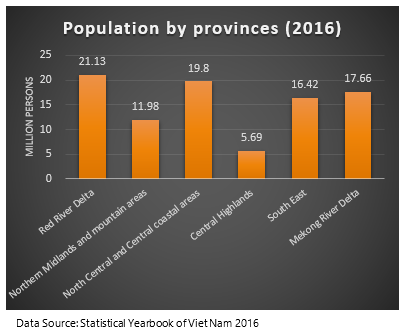 Population by provinces (2016)
MILLION PERSONS
25
20
15
10
5
0
21.13
11.98
19.8
5.69
16.42
17.66
Red River Delta
Northern Midlands and mountain areas
North Central and Central coastal areas
Central Highlands
South East
Mekong River Delta
Data Source: Statistical Yearbook of Viet Nam 2016